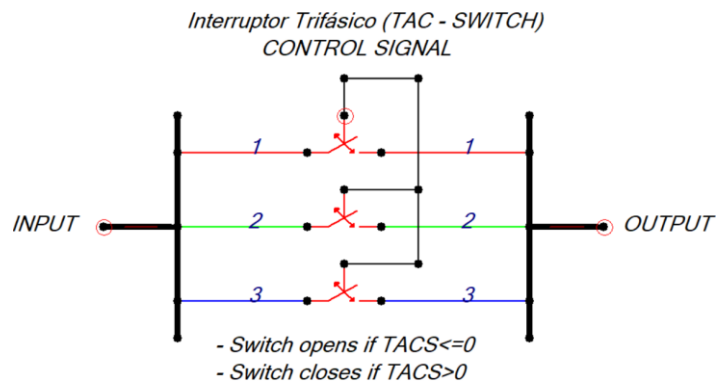 Interruptor Trifásico (TAC - SWITCH)
CONTROL SIGNAL
1 1
INPUT 2 2 OUTPUT
3 3
- Switch opens if TACS<=0
- Switch closes if TACS>0